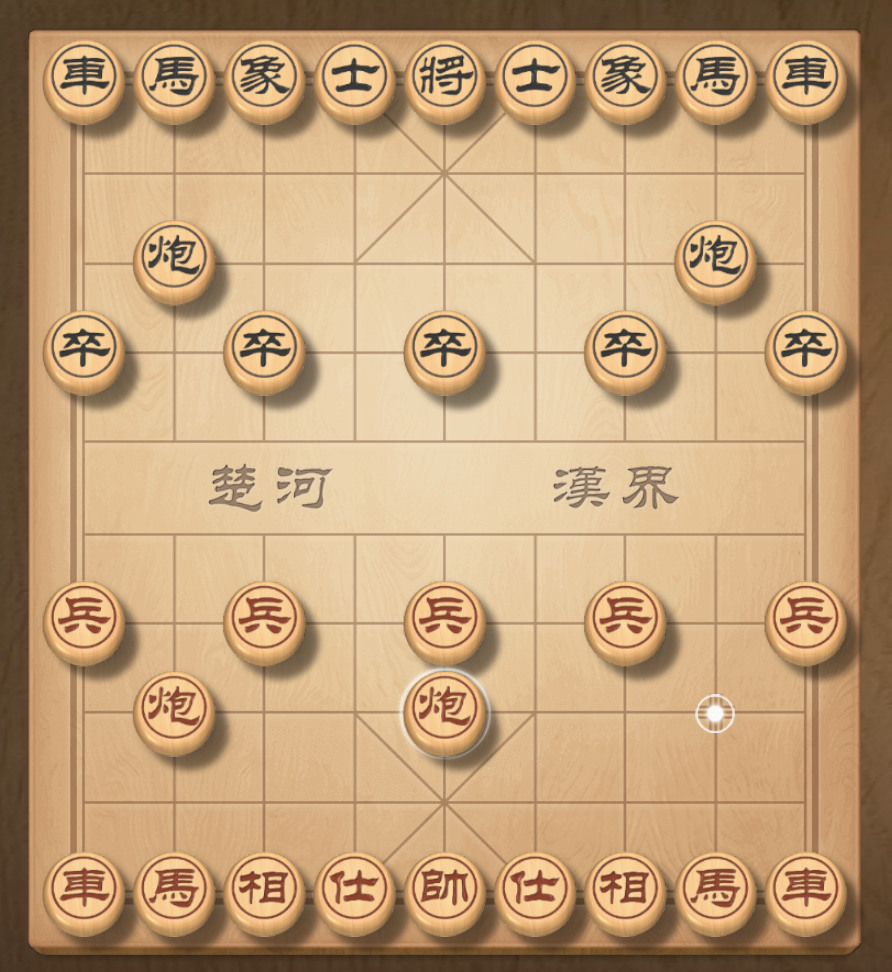 車馬象士將士象馬車
炮炮
卒卒卒卒卒
楚河 漢界
兵兵兵兵兵
炮炮
車馬相仕帥仕相馬車